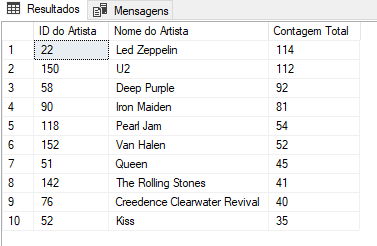 Resultados Mensagens
ID do Artista Nome do Artista Contagem Total
1 22 Led Zeppelin 114
2 150 U2 112
3 58 Deep Purple 92
4 90 Iron Maiden 81
5 118 Pearl Jam 54
6 152 Van Halen 52
7 51 Queen 45
8 142 The Rolling Stones 41
9 76 Creedence Clearwater Revival 40
10 52 Kiss 35